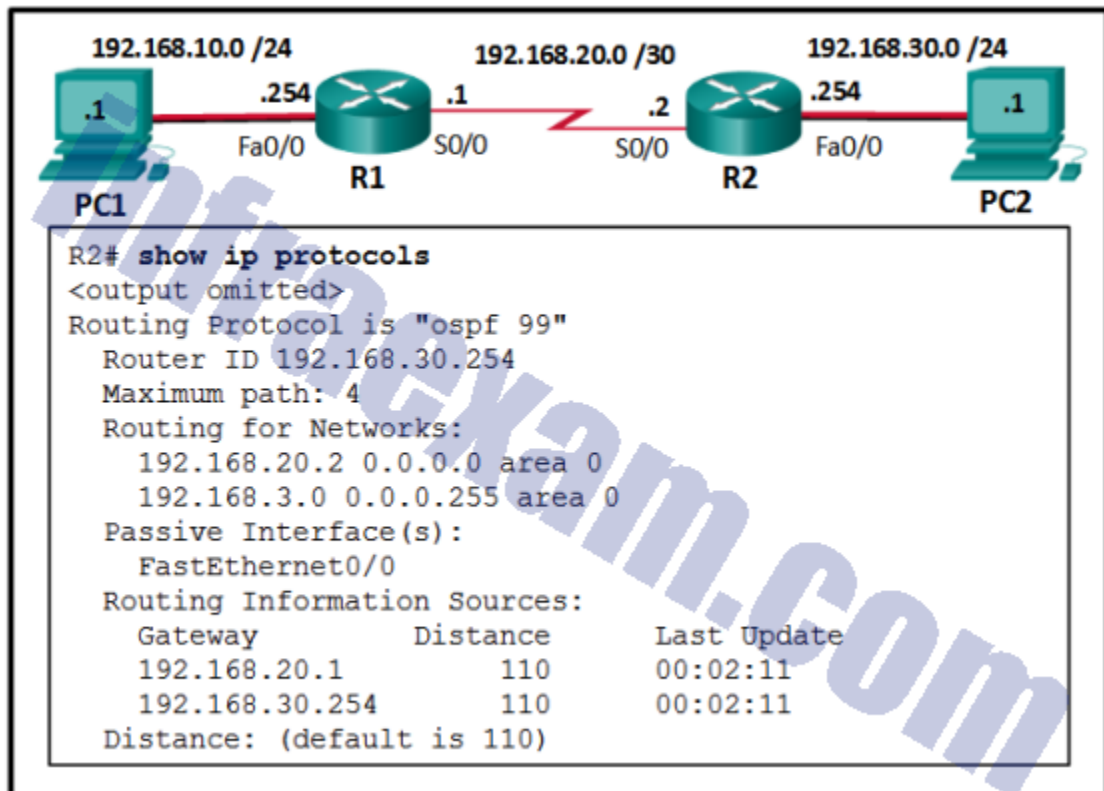 192.168.10.0 /24
192.168.20.0 /30
192.168.30.0 /24
.1
.254
.1
.2
.254
.1
Fa0/0
S0/0
S0/0
Fa0/0
R1
R2
PC1
PC2
R2# show ip protocols
<output omitted>
Routing Protocol is "ospf 99"
Router ID 192.168.30.254
Maximum path: 4
Routing for Networks:
192.168.20.2 0.0.0.0 area 0
192.168.3.0 0.0.0.255 area 0
Passive Interface(s):
FastEthernet0/0
Routing Information Sources:
Gateway Distance Last Update
192.168.20.1 110 00:02:11
192.168.30.254 110 00:02:11
Distance: (default is 110)
infraexam.com